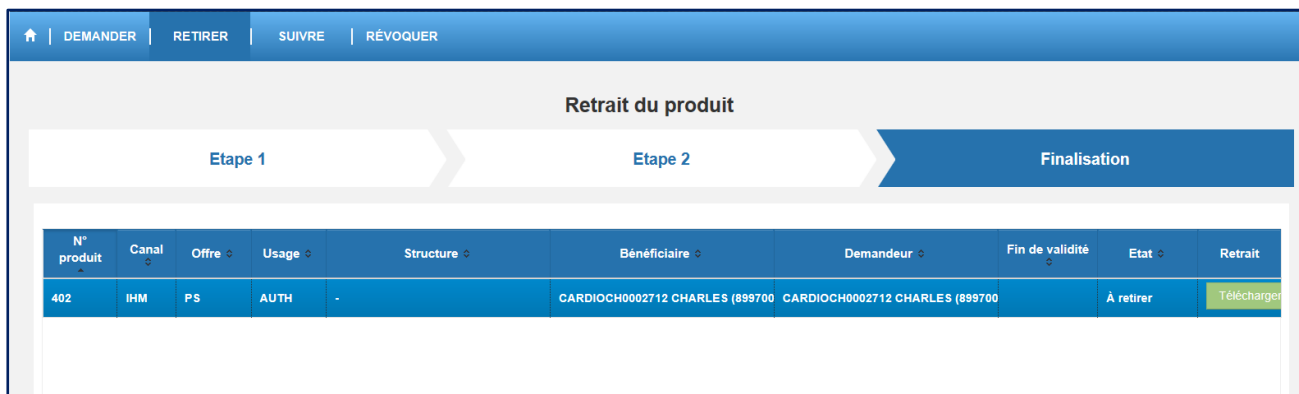 DEMANDER | RETIRER | SUIVRE | RÉVOQUER
Retrait du produit
Etape 1 Etape 2 Finalisation
N° produit Canal Offre Usage Structure Bénéficiaire Demandeur Fin de validité Etat Retrait
402 IHM PS AUTH - CARDIOCH0002712 CHARLES (899700 CARDIOCH0002712 CHARLES (899700 À retirer Télécharger